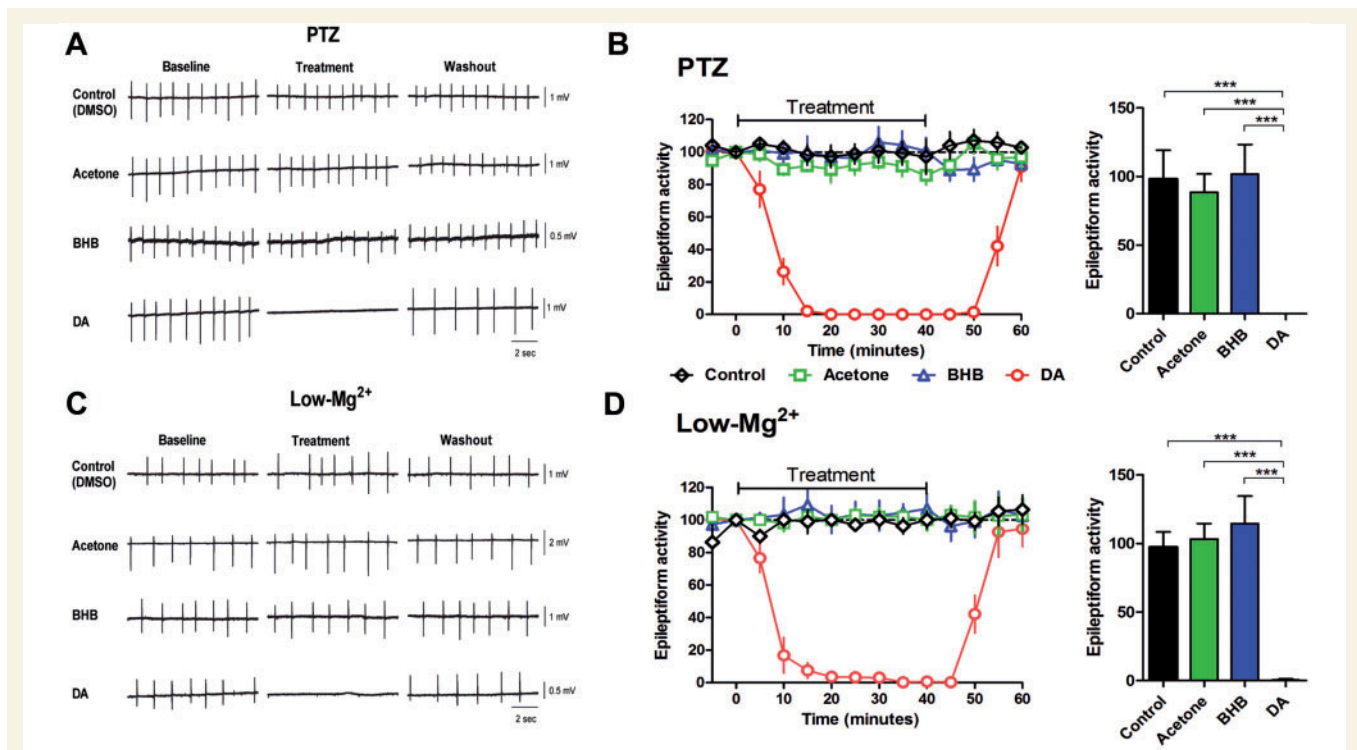 A
PTZ
Baseline Treatment Washout
Control
(DMSO)
1 mV
Acetone
1 mV
BHB
0.5 mV
DA
1 mV
2 sec
B
PTZ
Treatment
Epileptiform activity
120
100
80
60
40
20
0
0 10 20 30 40 50 60
Time (minutes)
***
***
***
Epileptiform activity
150
100
50
0
Control Acetone BHB DA
Control Acetone BHB DA
C
Low-Mg2+
Baseline Treatment Washout
Control
(DMSO)
1 mV
Acetone
2 mV
BHB
1 mV
DA
0.5 mV
2 sec
D
Low-Mg2+
Treatment
Epileptiform activity
120
100
80
60
40
20
0
0 10 20 30 40 50 60
Time (minutes)
***
***
***
Epileptiform activity
150
100
50
0
Control Acetone BHB DA